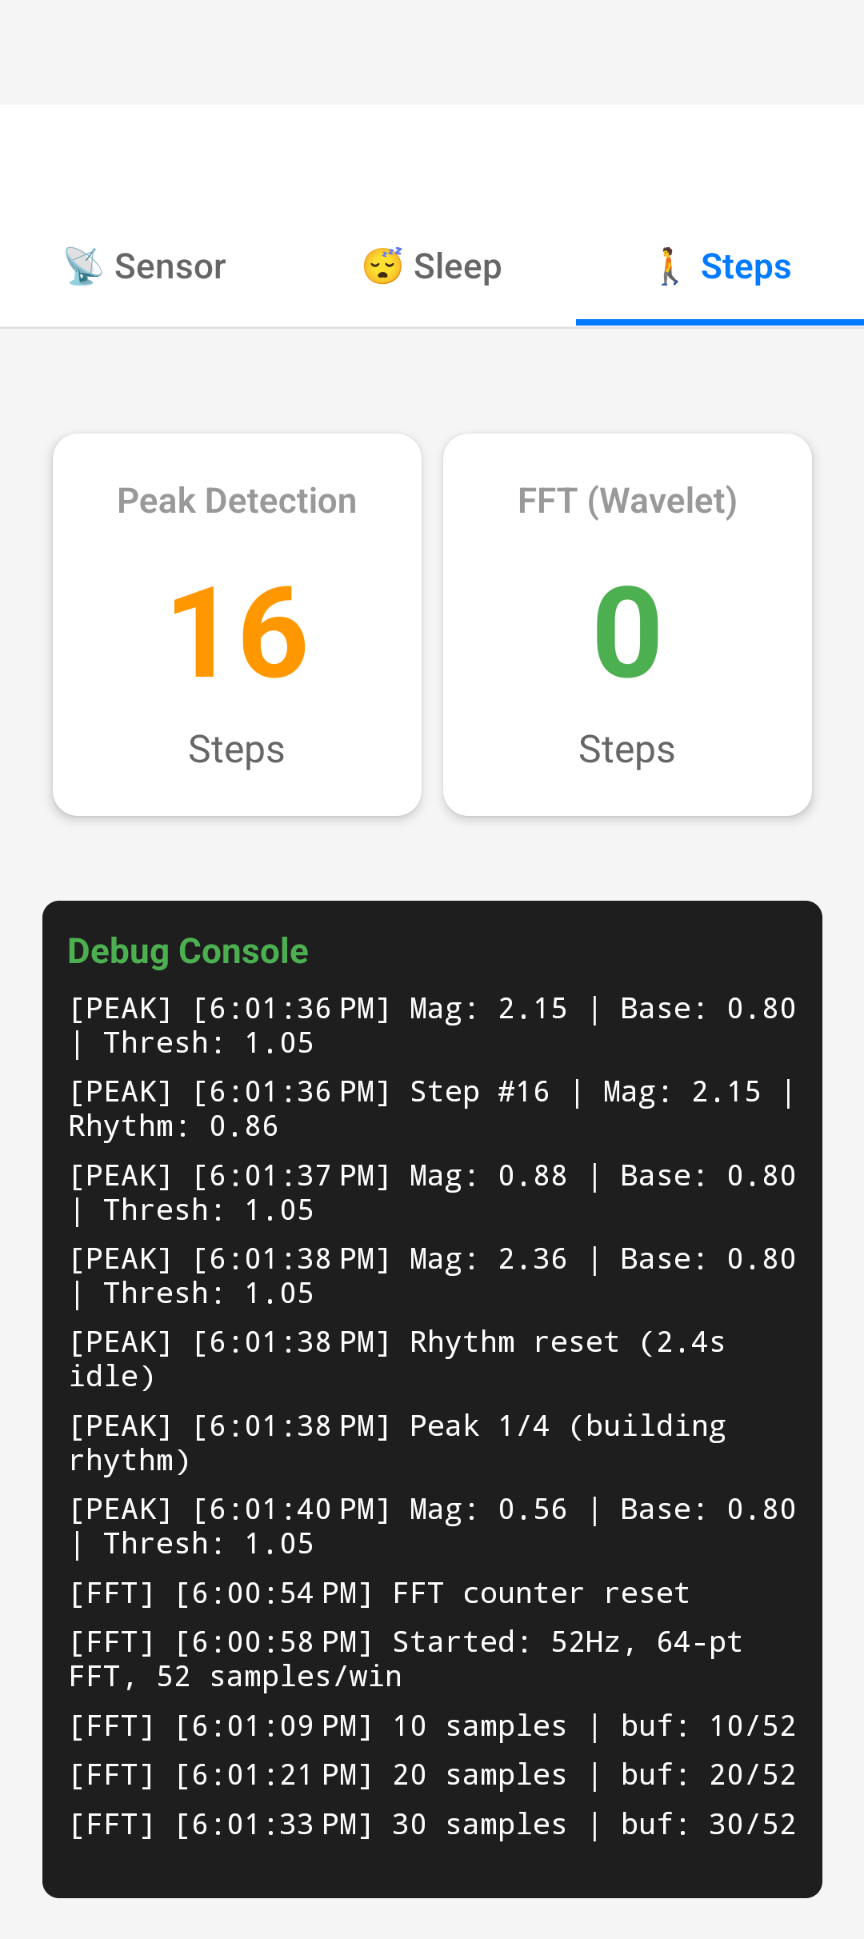 Sensor
Sleep
Steps
Peak Detection
16
Steps
FFT (Wavelet)
0
Steps
Debug Console
[PEAK] [6:01:36 PM] Mag: 2.15 | Base: 0.80
| Thresh: 1.05
[PEAK] [6:01:36 PM] Step #16 | Mag: 2.15 |
Rhythm: 0.86
[PEAK] [6:01:37 PM] Mag: 0.88 | Base: 0.80
| Thresh: 1.05
[PEAK] [6:01:38 PM] Mag: 2.36 | Base: 0.80
| Thresh: 1.05
[PEAK] [6:01:38 PM] Rhythm reset (2.4s
idle)
[PEAK] [6:01:38 PM] Peak 1/4 (building
rhythm)
[PEAK] [6:01:40 PM] Mag: 0.56 | Base: 0.80
| Thresh: 1.05
[FFT] [6:00:54 PM] FFT counter reset
[FFT] [6:00:58 PM] Started: 52Hz, 64-pt
FFT, 52 samples/win
[FFT] [6:01:09 PM] 10 samples | buf: 10/52
[FFT] [6:01:21 PM] 20 samples | buf: 20/52
[FFT] [6:01:33 PM] 30 samples | buf: 30/52